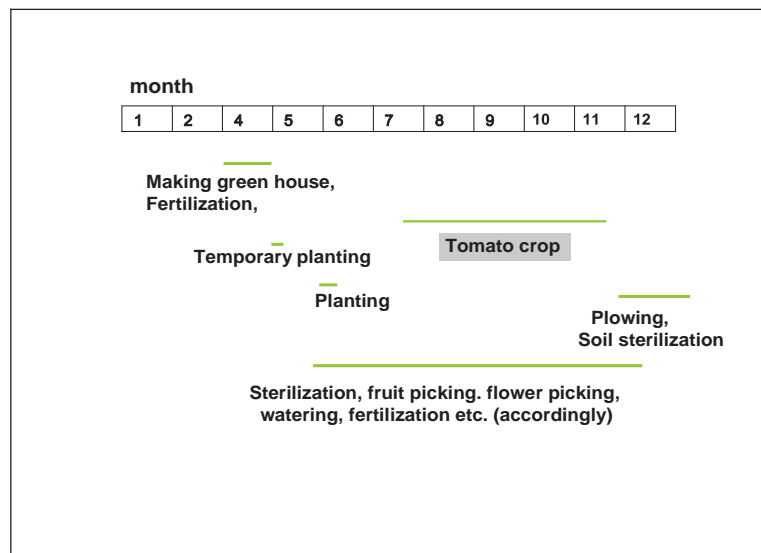 month
1 2 4 5 6 7 8 9 10 11 12
Making green house,
Fertilization,
Tomato crop
Temporary planting
Planting
Plowing,
Soil sterilization
Sterilization, fruit picking. flower picking,
watering, fertilization etc. (accordingly)